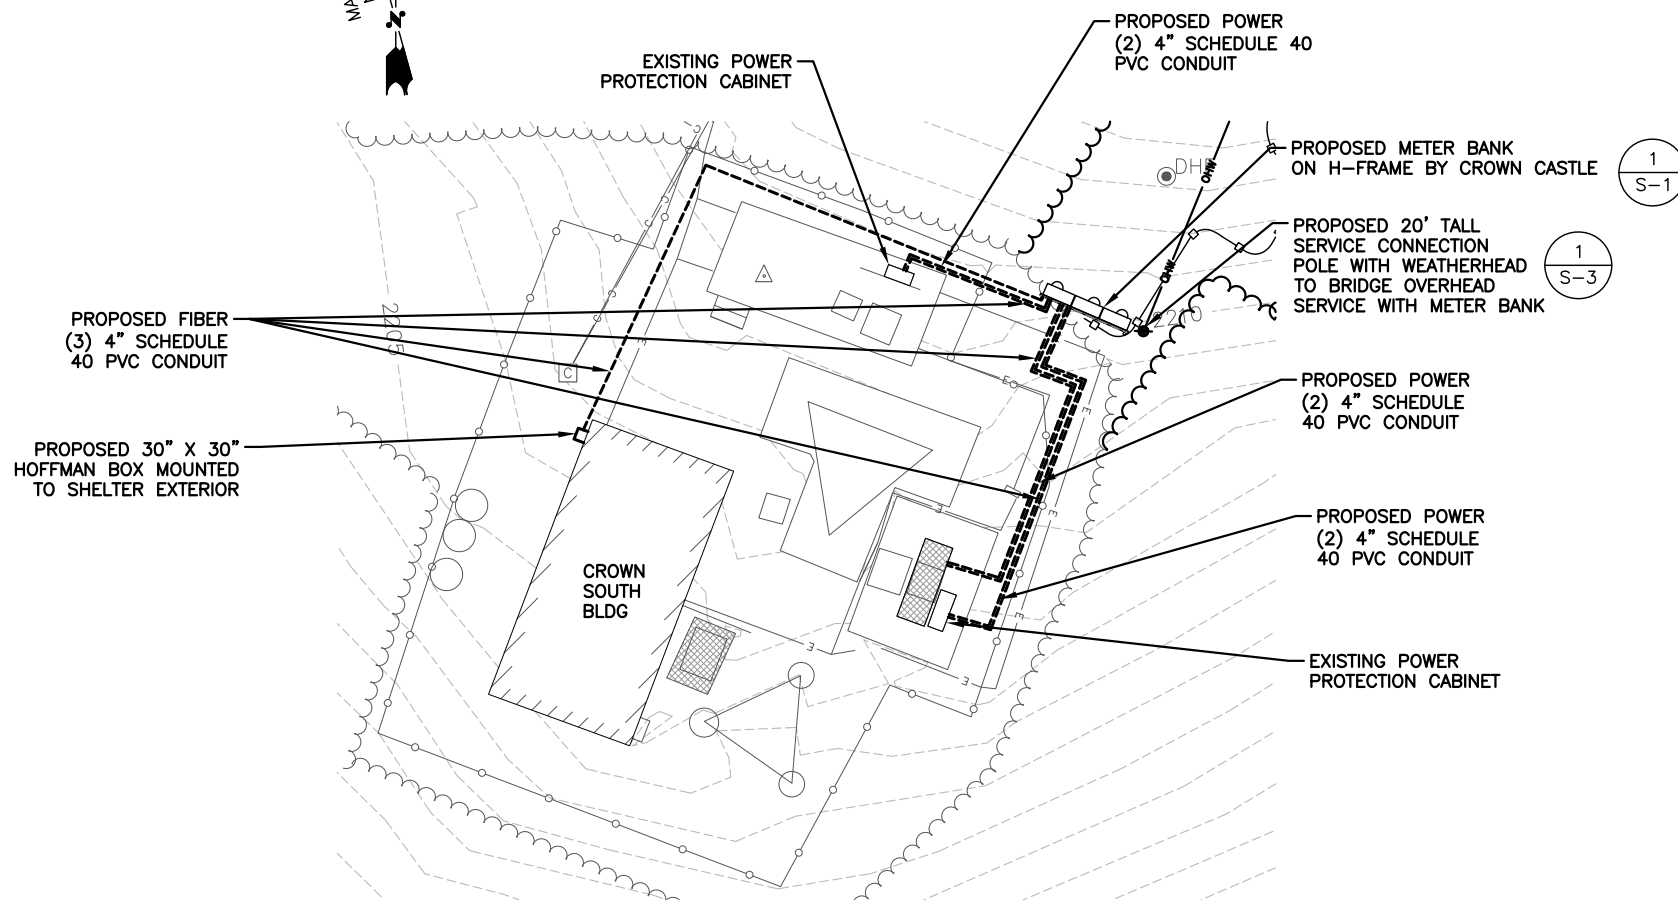 MA
N
PROPOSED POWER
(2) 4" SCHEDULE 40
PVC CONDUIT
EXISTING POWER
PROTECTION CABINET
PROPOSED METER BANK
ON H-FRAME BY CROWN CASTLE
1
S-1
DH
OHW
PROPOSED 20' TALL
SERVICE CONNECTION
POLE WITH WEATHERHEAD
TO BRIDGE OVERHEAD
SERVICE WITH METER BANK
1
S-3
OHW
2210
2205
PROPOSED FIBER
(3) 4" SCHEDULE
40 PVC CONDUIT
C
C
C
C
E
E
E
E
E
E
E
E
E
PROPOSED POWER
(2) 4" SCHEDULE
40 PVC CONDUIT
PROPOSED 30" X 30"
HOFFMAN BOX MOUNTED
TO SHELTER EXTERIOR
PROPOSED POWER
(2) 4" SCHEDULE
40 PVC CONDUIT
CROWN
SOUTH
BLDG
EXISTING POWER
PROTECTION CABINET